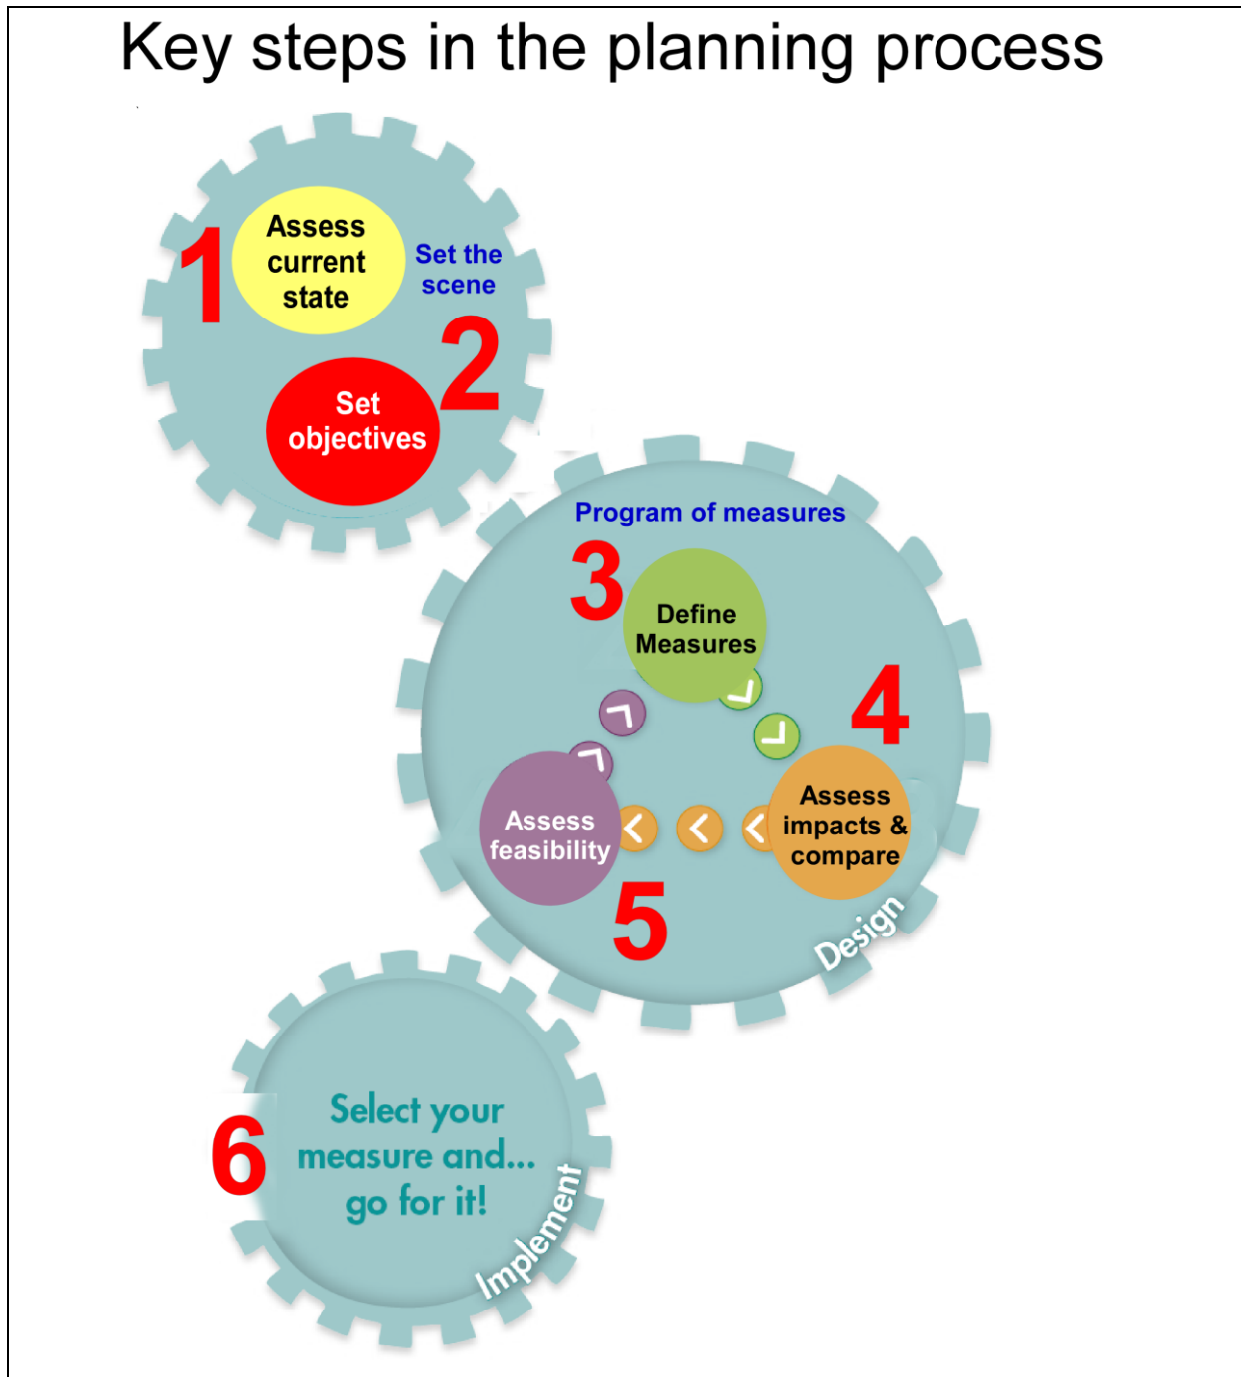 Key steps in the planning process
1
Assess
current
state
Set the
scene
2
Set
objectives
Program of measures
3
Define
Measures
4
Assess
impacts &
compare
Assess
feasibility
5
Design
6
Select your
measure and...
go for it!
Implement